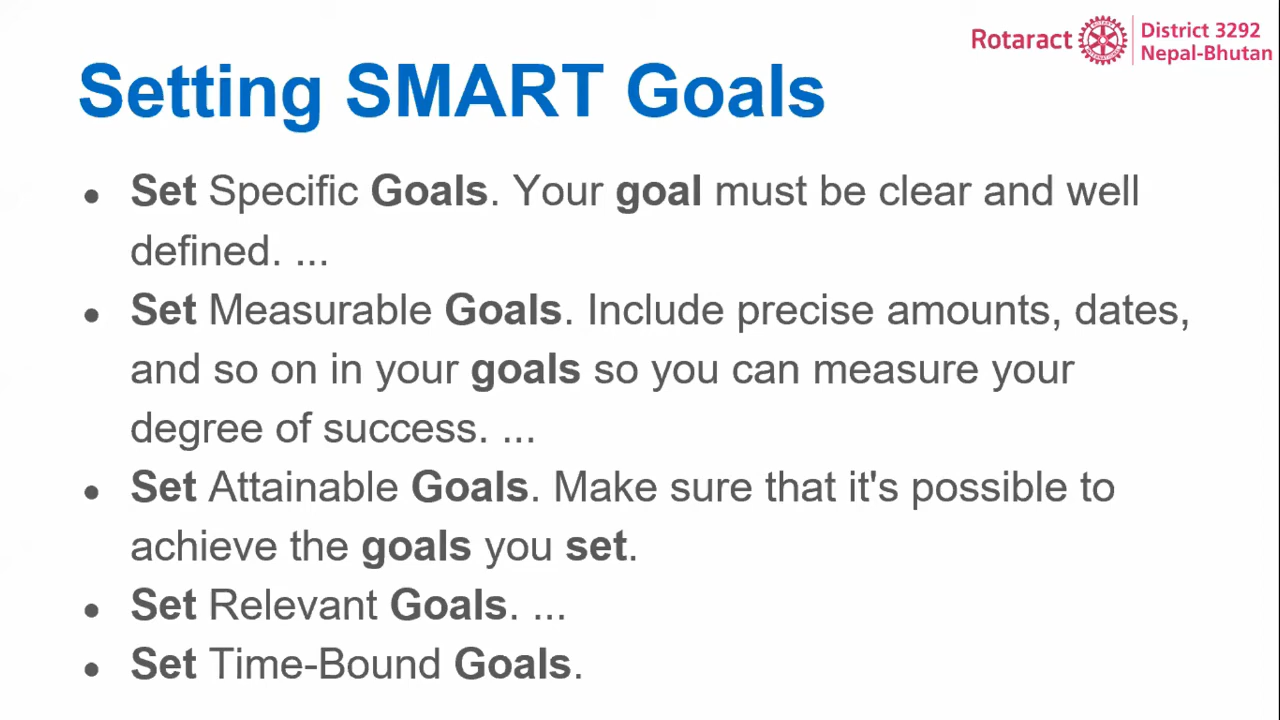 Rotaract
District 3292
Nepal-Bhutan
Setting SMART Goals
● Set Specific Goals. Your goal must be clear and well
defined. ...
● Set Measurable Goals. Include precise amounts, dates,
and so on in your goals so you can measure your
degree of success. ...
● Set Attainable Goals. Make sure that it's possible to
achieve the goals you set.
● Set Relevant Goals. ...
● Set Time-Bound Goals.